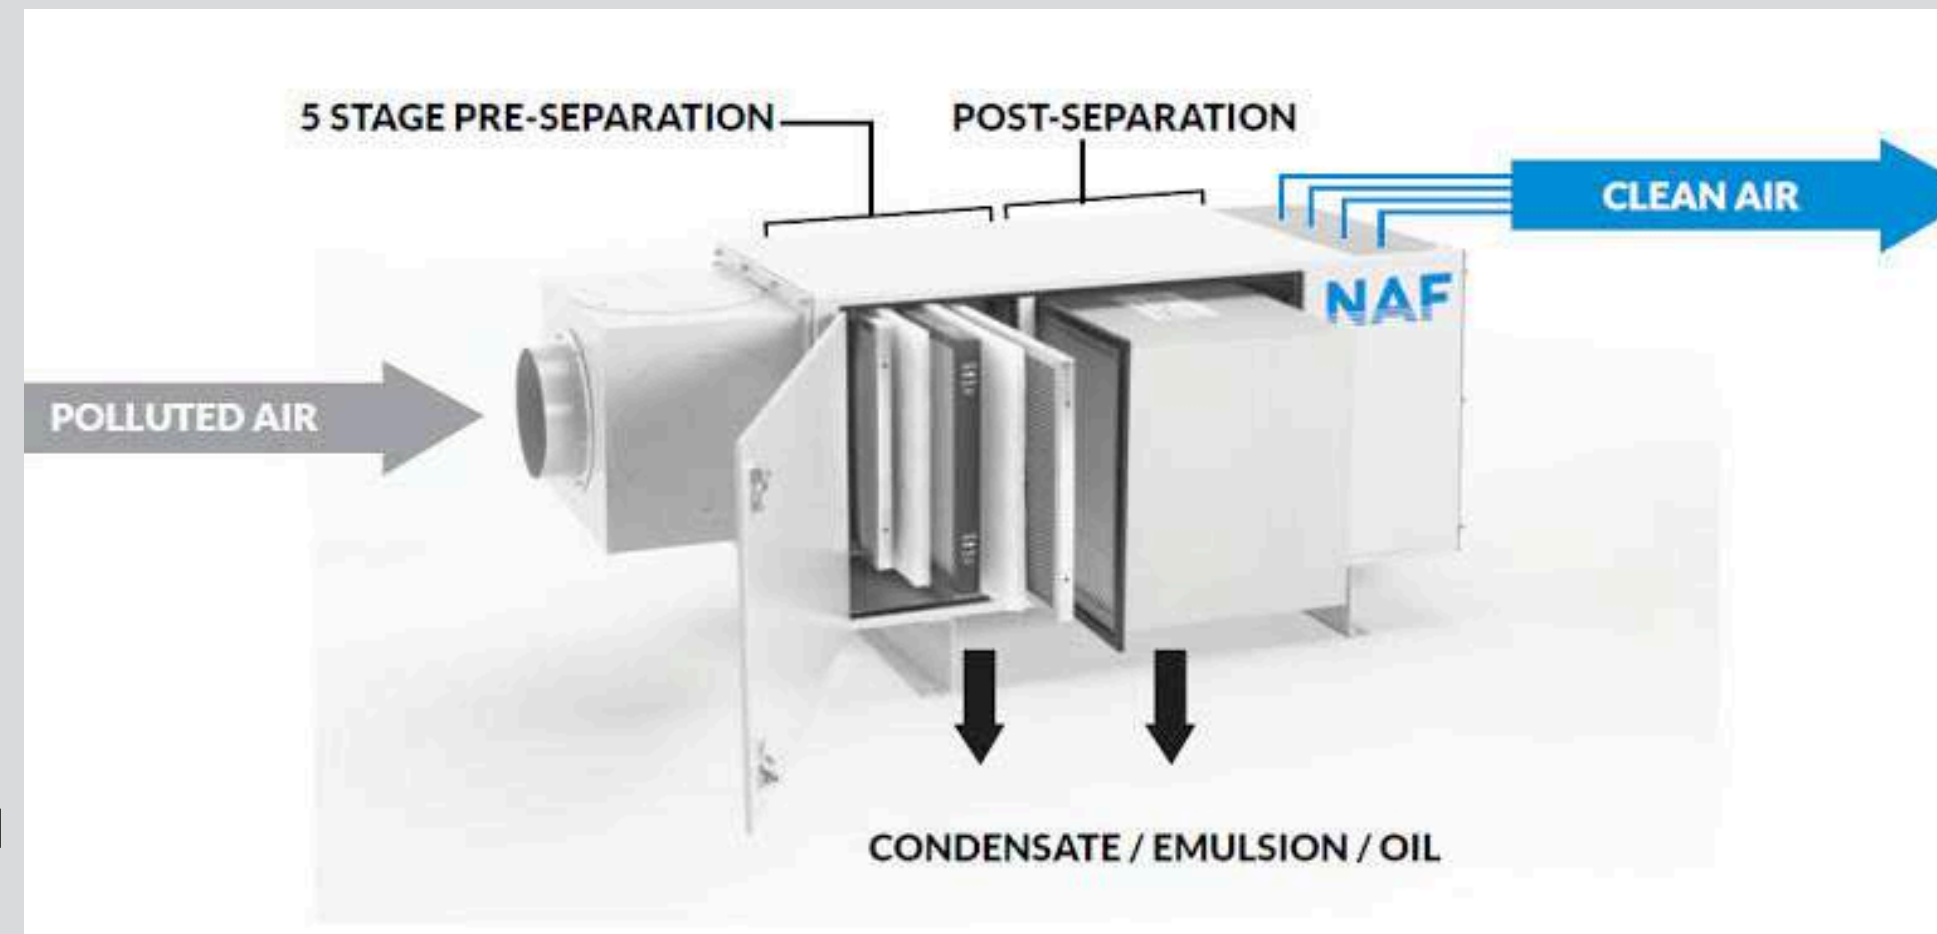 5 STAGE PRE-SEPARATION
POST-SEPARATION
CLEAN AIR
NAF
POLLUTED AIR
CONDENSATE / EMULSION / OIL